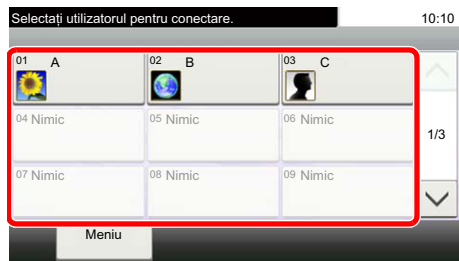 Selectați utilizatorul pentru conectare. 10:10
01 A 02 B 03 C
04 Nimic 05 Nimic 06 Nimic
1/3
07 Nimic 08 Nimic 09 Nimic
Meniu